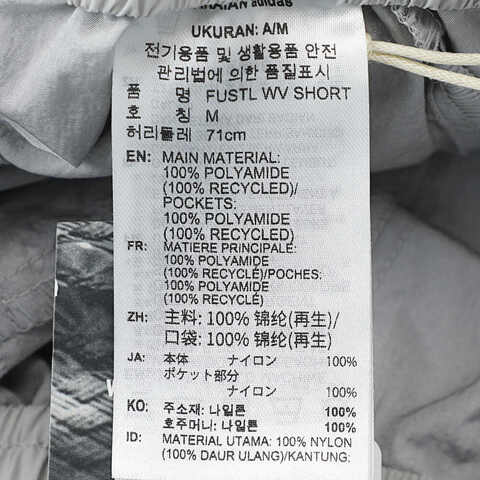 adidas
UKURAN: A/M
전기용품 및 생활용품 안전
관리법에 의한 품질표시
품 명 FUSTL WV SHORT
호 칭 M
허리둘레 71cm
EN: MAIN MATERIAL:
100% POLYAMIDE
(100% RECYCLED)/
POCKETS:
100% POLYAMIDE
(100% RECYCLED)
FR: MATIERE PRINCIPALE:
100% POLYAMIDE
(100% RECYCLÉ)/POCHES:
100% POLYAMIDE
(100% RECYCLÉ)
ZH: 主料: 100% 锦纶(再生)/
口袋: 100% 锦纶(再生)
JA: 本体 ナイロン 100%
ポケット部分
ナイロン 100%
KO: 주소재: 나일론 100%
호주머니: 나일론 100%
ID: MATERIAL UTAMA: 100% NYLON
(100% DAUR ULANG)/KANTUNG: